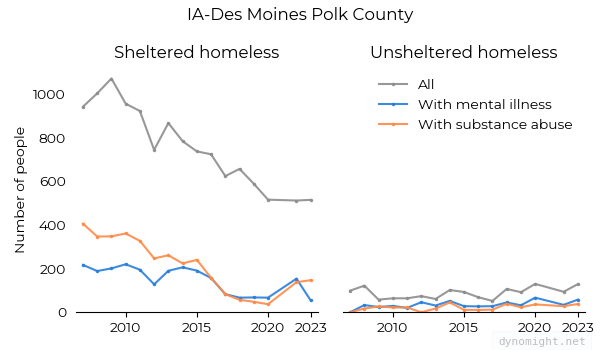 IA-Des Moines Polk County
Sheltered homeless
Unsheltered homeless
All
With mental illness
With substance abuse
Number of people
1000
800
600
400
200
0
2010
2015
2020
2023
2010
2015
2020
2023
dynomight.net